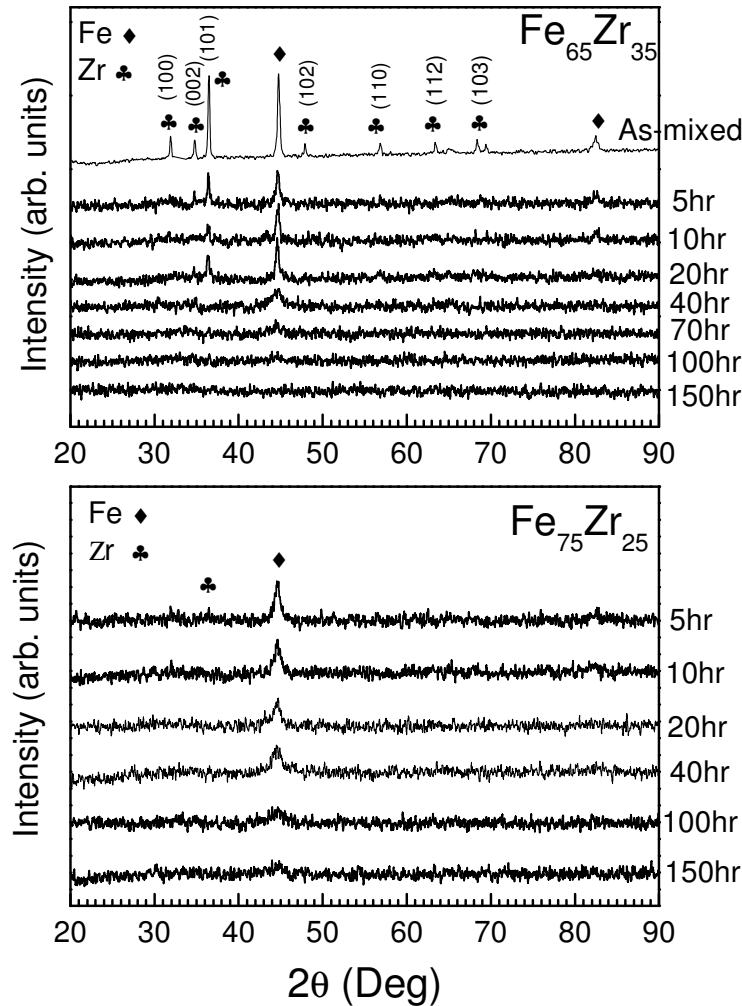 Fe ♦
Zr ♣
Fe65Zr35
(100)
(002)
(101)
(102)
(110)
(112)
(103)
As-mixed
5hr
10hr
20hr
40hr
70hr
100hr
150hr
Intensity (arb. units)
20 30 40 50 60 70 80 90
Fe ♦
Zr ♣
Fe75Zr25
5hr
10hr
20hr
40hr
100hr
150hr
Intensity (arb. units)
20 30 40 50 60 70 80 90
2θ (Deg)